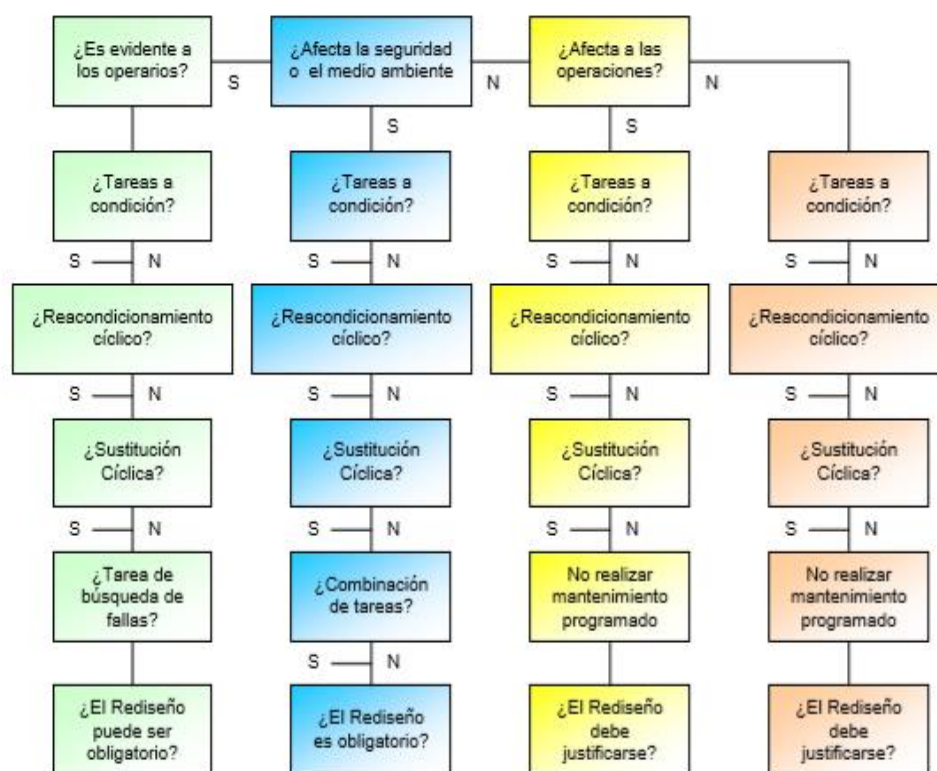 ¿Es evidente a
los operarios?
S
¿Afecta la seguridad
o el medio ambiente
N
¿Afecta a las
operaciones?
N
S
S
¿Tareas a
condición?
¿Tareas a
condición?
¿Tareas a
condición?
¿Tareas a
condición?
S N
S N
S N
S N
¿Reacondicionamiento
cíclico?
¿Reacondicionamiento
cíclico?
¿Reacondicionamiento
cíclico?
¿Reacondicionamiento
cíclico?
S N
S N
S N
S N
¿Sustitución
Cíclica?
¿Sustitución
Cíclica?
¿Sustitución
Cíclica?
¿Sustitución
Cíclica?
S N
S N
S N
S N
¿Tarea de
búsqueda de
fallas?
¿Combinación
de tareas?
No realizar
mantenimiento
programado
No realizar
mantenimiento
programado
S N
¿El Rediseño
puede ser
obligatorio?
¿El Rediseño
es obligatorio?
¿El Rediseño
debe
justificarse?
¿El Rediseño
debe
justificarse?